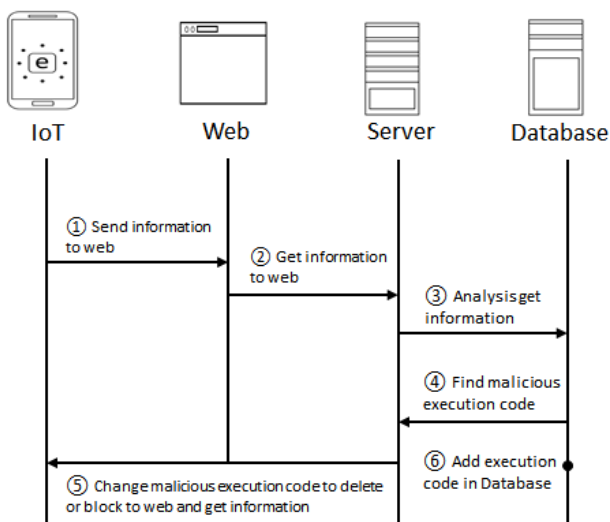 e
IoT
Web
Server
Database
① Send information
to web
② Get information
to web
③ Analysis get
information
④ Find malicious
execution code
⑥ Add execution
code in Database
⑤ Change malicious execution code to delete
or block to web and get information